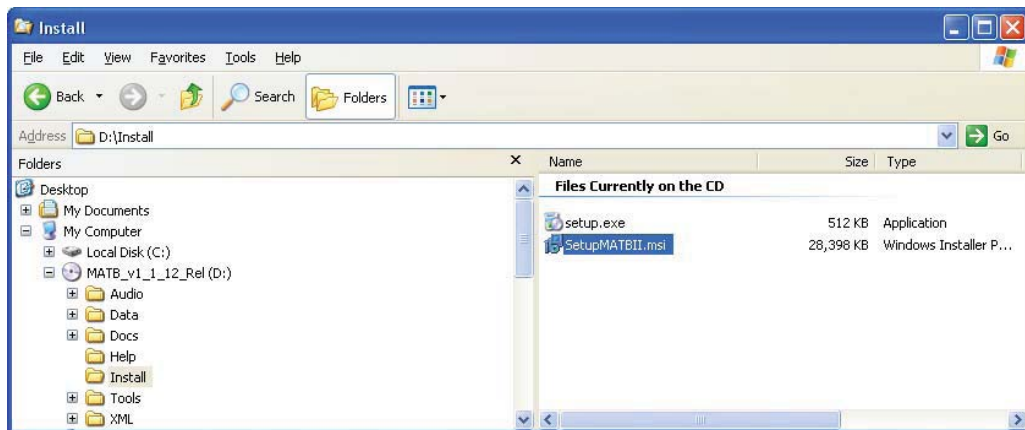 Install
File Edit View Favorites Tools Help
Back Search Folders
Address D:\Install Go
Folders Name Size Type
Desktop
My Documents
My Computer
Local Disk (C:)
MATB_v1_1_12_Rel (D:)
Audio
Data
Docs
Help
Install
Tools
XML
Files Currently on the CD
setup.exe 512 KB Application
SetupMATBII.msi 28,398 KB Windows Installer P...